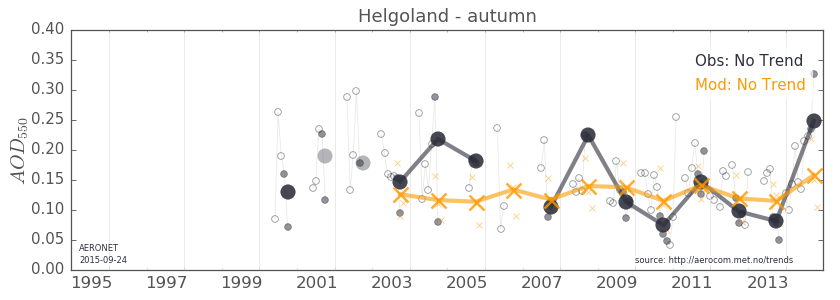 Helgoland - autumn
0.40
0.35
0.30
0.25
0.20
0.15
0.10
0.05
0.00
AOD550
Obs: No Trend
Mod: No Trend
AERONET
2015-09-24
source: http://aerocom.met.no/trends
1995 1997 1999 2001 2003 2005 2007 2009 2011 2013